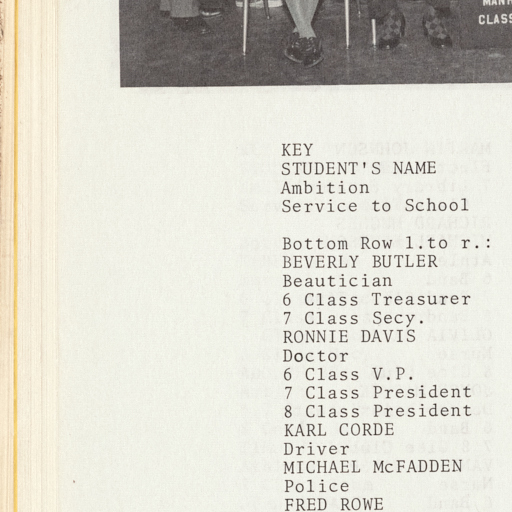 CLASS
KEY
STUDENT'S NAME
Ambition
Service to School
Bottom Row l.to r.:
BEVERLY BUTLER
Beautician
6 Class Treasurer
7 Class Secy.
RONNIE DAVIS
Doctor
6 Class V.P.
7 Class President
8 Class President
KARL CORDE
Driver
MICHAEL McFADDEN
Police
FRED ROWE